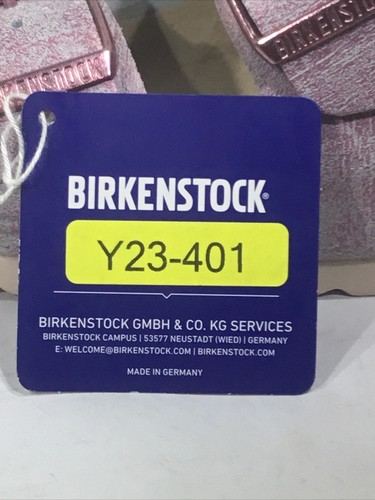 BIRKENSTOCK
BIRKENSTOCK
BIRKENSTOCK®
Y23-401
BIRKENSTOCK GMBH & CO. KG SERVICES
BIRKENSTOCK CAMPUS | 53577 NEUSTADT (WIED) | GERMANY
E: WELCOME@BIRKENSTOCK.COM | BIRKENSTOCK.COM
MADE IN GERMANY